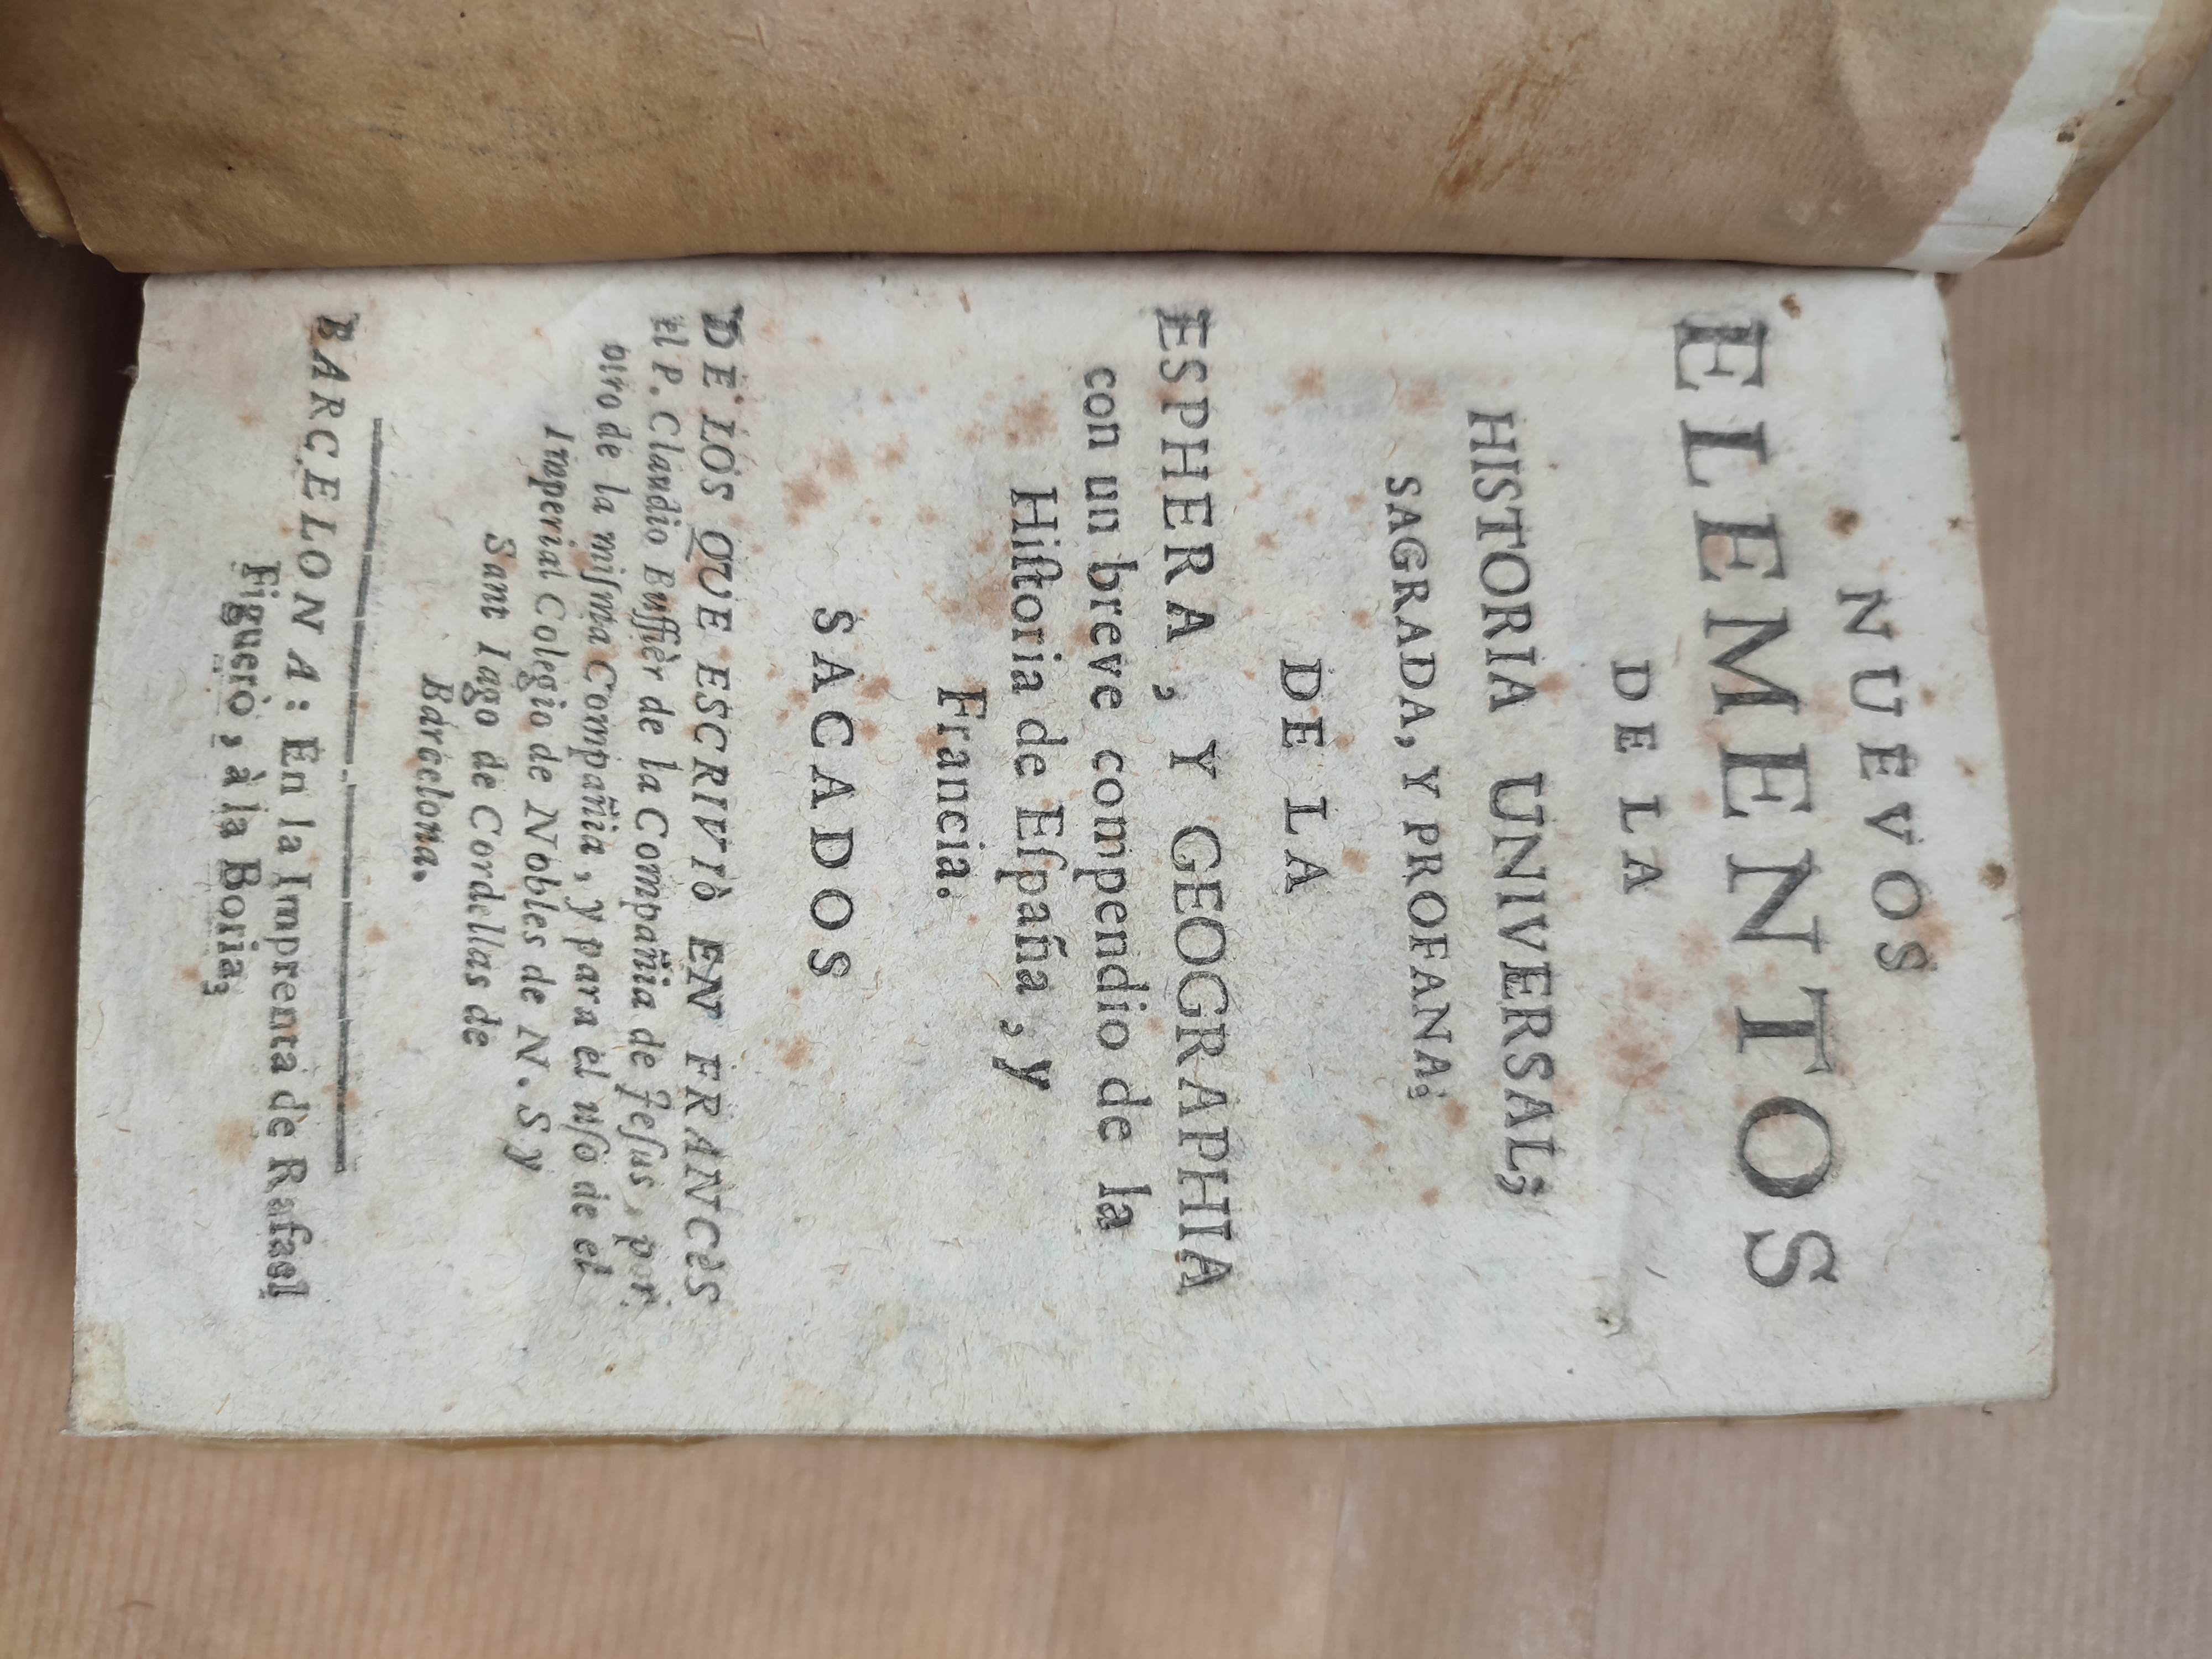 NUEVOS
ELEMENTOS
DE LA
HISTORIA UNIVERSAL;
SAGRADA, Y PROFANA;
DE LA
ESPHERA, Y GEOGRAPHIA
con un breve compendio de la
Hiſtoria de Eſpaña, y
Francia.
SACADOS
DE LOS QUE ESCRIVIÒ EN FRANCÈS
el P. Claudio Buffièr de la Compañia de Jeſus, por
otro de la miſma Compañia, y para el uſo de el
Imperial Colegio de Nobles de N. S y
Sant Iago de Cordellas de
Barcelona.
BARCELONA: En la Imprenta de Rafael
Figuerò, à la Boria;